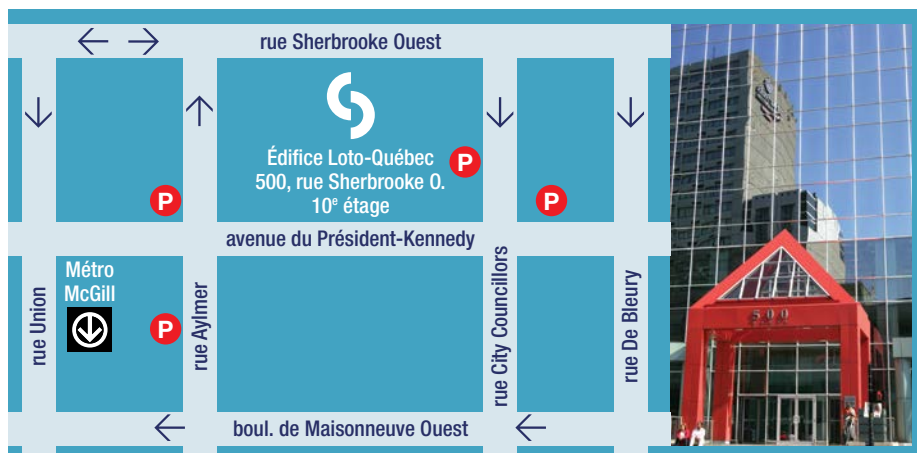 rue Sherbrooke Ouest
Édifice Loto-Québec
500, rue Sherbrooke O.
10e étage
P
P
P
avenue du Président-Kennedy
Métro
McGill
P
rue Union
rue Aylmer
rue City Councillors
rue De Bleury
boul. de Maisonneuve Ouest
500